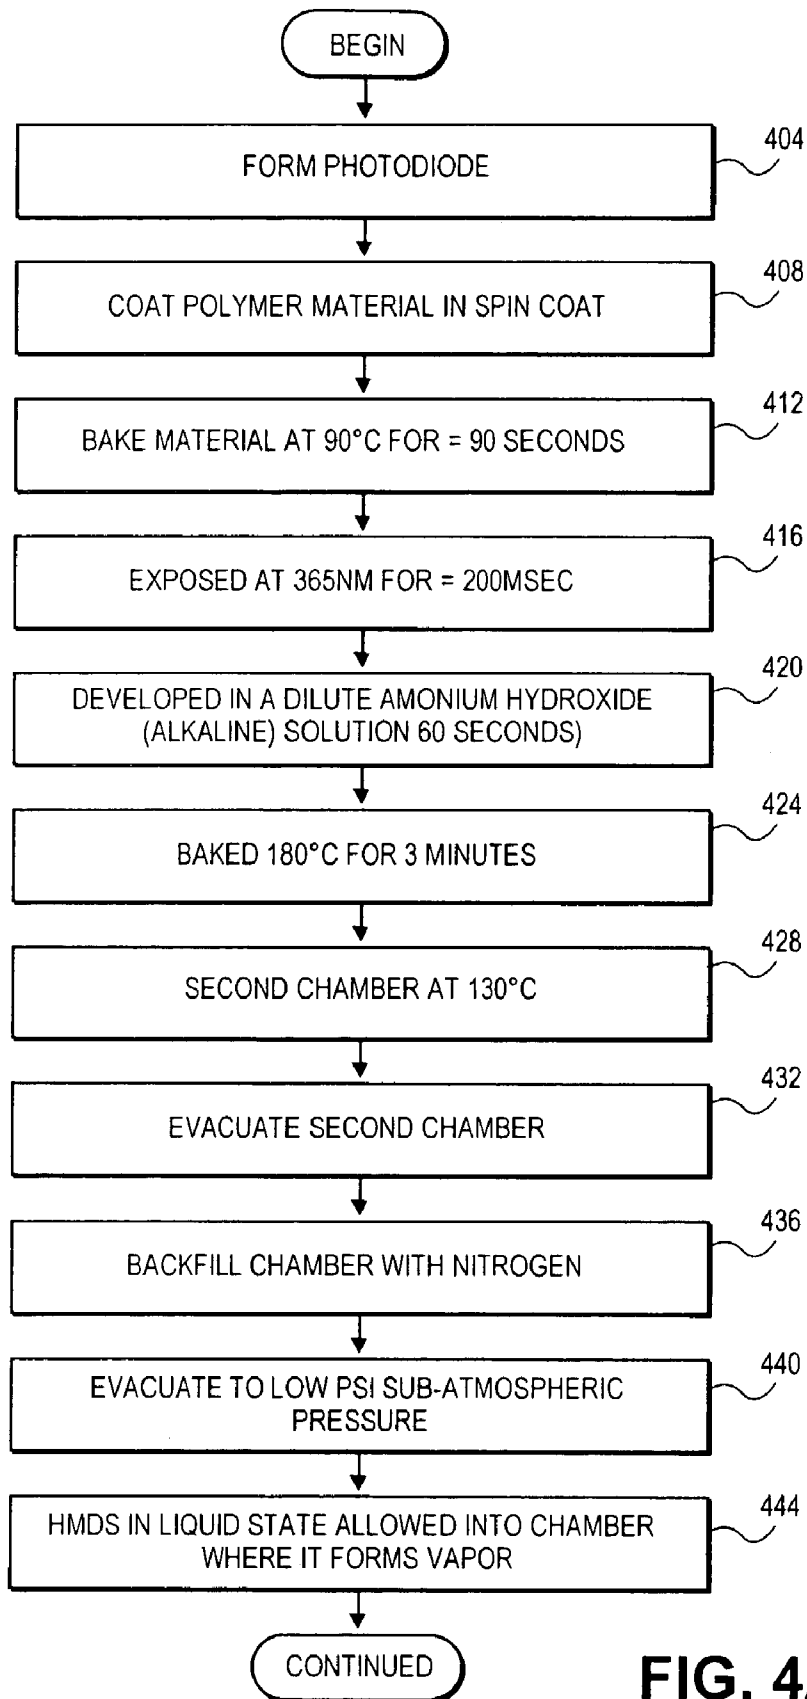 BEGIN
404
FORM PHOTODIODE
408
COAT POLYMER MATERIAL IN SPIN COAT
412
BAKE MATERIAL AT 90°C FOR = 90 SECONDS
416
EXPOSED AT 365NM FOR = 200MSEC
420
DEVELOPED IN A DILUTE AMONIUM HYDROXIDE
(ALKALINE) SOLUTION 60 SECONDS)
424
BAKED 180°C FOR 3 MINUTES
428
SECOND CHAMBER AT 130°C
432
EVACUATE SECOND CHAMBER
436
BACKFILL CHAMBER WITH NITROGEN
440
EVACUATE TO LOW PSI SUB-ATMOSPHERIC
PRESSURE
444
HMDS IN LIQUID STATE ALLOWED INTO CHAMBER
WHERE IT FORMS VAPOR
CONTINUED
FIG. 4